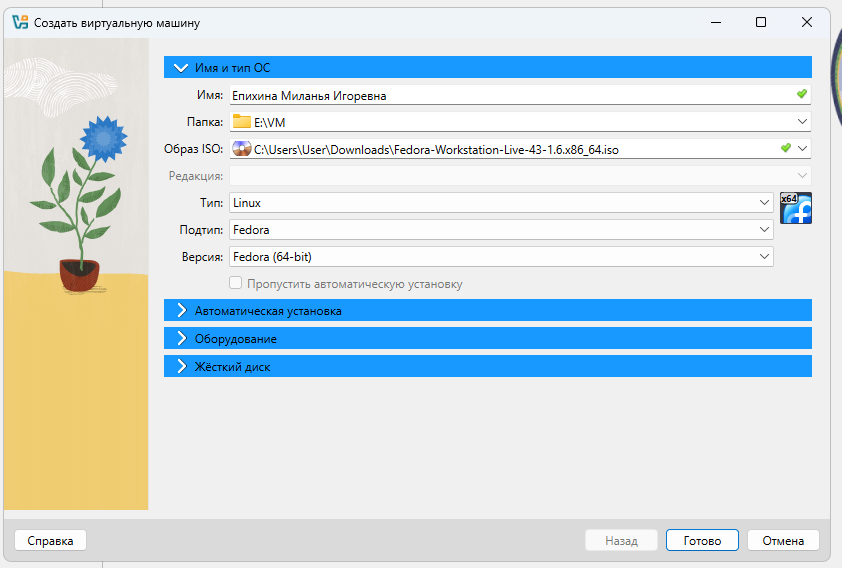 Создать виртуальную машину
Имя и тип ОС
Имя: Епихина Миланья Игоревна
Папка: E:\VM
Образ ISO: C:\Users\User\Downloads\Fedora-Workstation-Live-43-1.6.x86_64.iso
Редакция:
Тип: Linux
x64
Подтип: Fedora
Версия: Fedora (64-bit)
Пропустить автоматическую установку
Автоматическая установка
Оборудование
Жёсткий диск
Справка Назад Готово Отмена